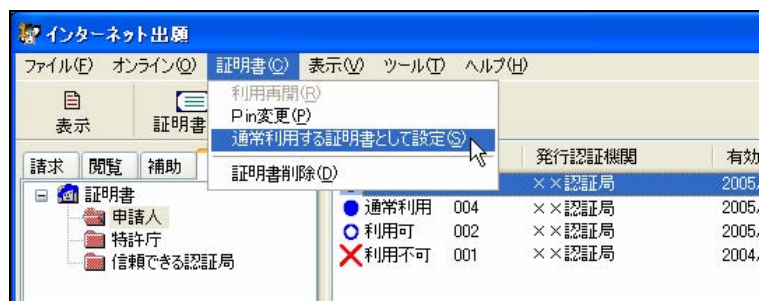 インターネット出願
ファイル(F) オンライン(O) 証明書(C) 表示(V) ツール(T) ヘルプ(H)
表示 証明書
利用再開(R)
Pin変更(P)
通常利用する証明書として設定(S)
証明書削除(D)
請求 閲覧 補助
発行認証機関 有効
証明書
申請人
特許庁
信頼できる認証局
××認証局 2005
通常利用 004 ××認証局 2005
利用可 002 ××認証局 2005
利用不可 001 ××認証局 2004